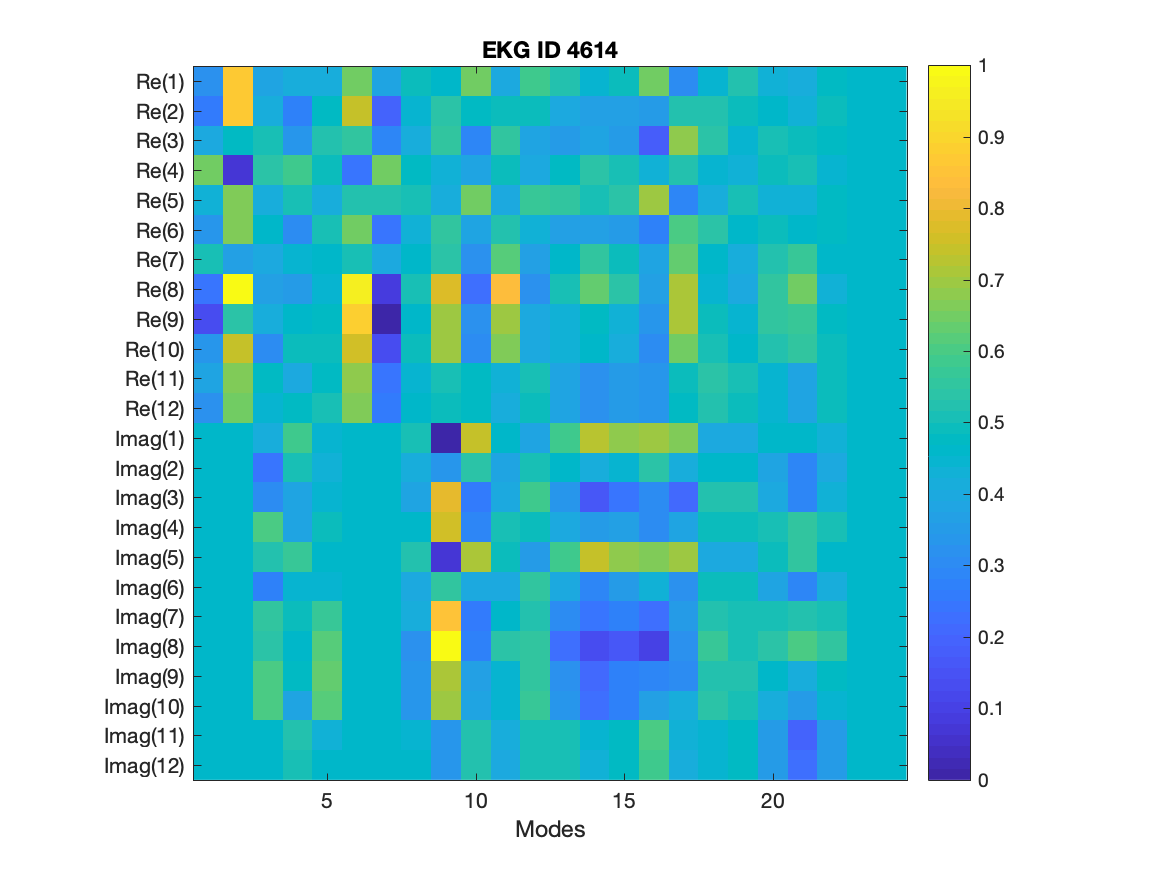 EKG ID 4614
Re(1)
Re(2)
Re(3)
Re(4)
Re(5)
Re(6)
Re(7)
Re(8)
Re(9)
Re(10)
Re(11)
Re(12)
Imag(1)
Imag(2)
Imag(3)
Imag(4)
Imag(5)
Imag(6)
Imag(7)
Imag(8)
Imag(9)
Imag(10)
Imag(11)
Imag(12)
5 10 15 20
Modes
1
0.9
0.8
0.7
0.6
0.5
0.4
0.3
0.2
0.1
0